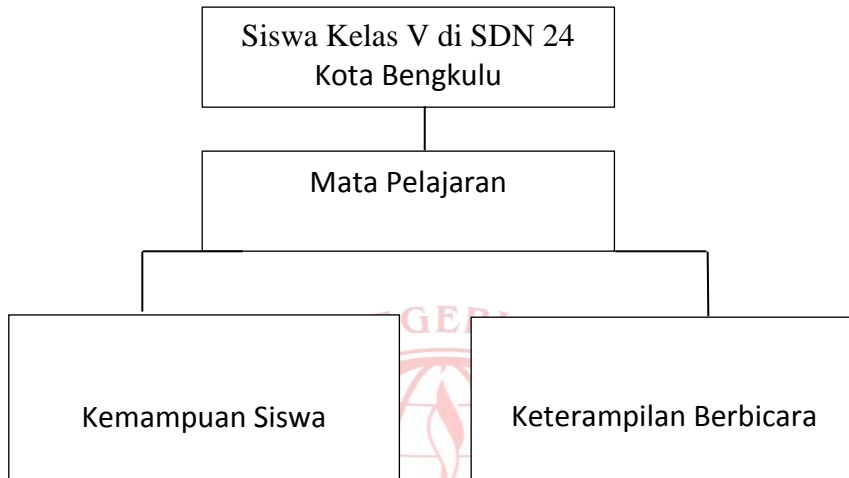 Siswa Kelas V di SDN 24
Kota Bengkulu
Mata Pelajaran
Kemampuan Siswa
Keterampilan Berbicara